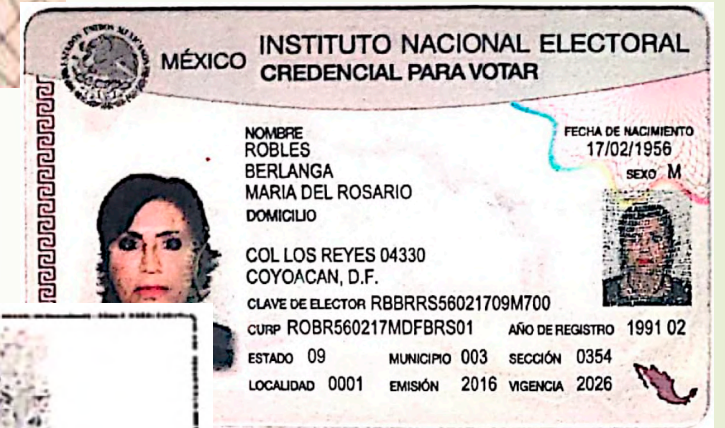 MÉXICO INSTITUTO NACIONAL ELECTORAL
CREDENCIAL PARA VOTAR
NOMBRE
ROBLES
BERLANGA
MARIA DEL ROSARIO
FECHA DE NACIMIENTO
17/02/1956
SEXO M
DOMICILIO
COL LOS REYES 04330
COYOACAN, D.F.
CLAVE DE ELECTOR RBBRRS56021709M700
CURP ROBR560217MDFBRS01 AÑO DE REGISTRO 1991 02
ESTADO 09 MUNICIPIO 003 SECCIÓN 0354
LOCALIDAD 0001 EMISIÓN 2016 VIGENCIA 2026